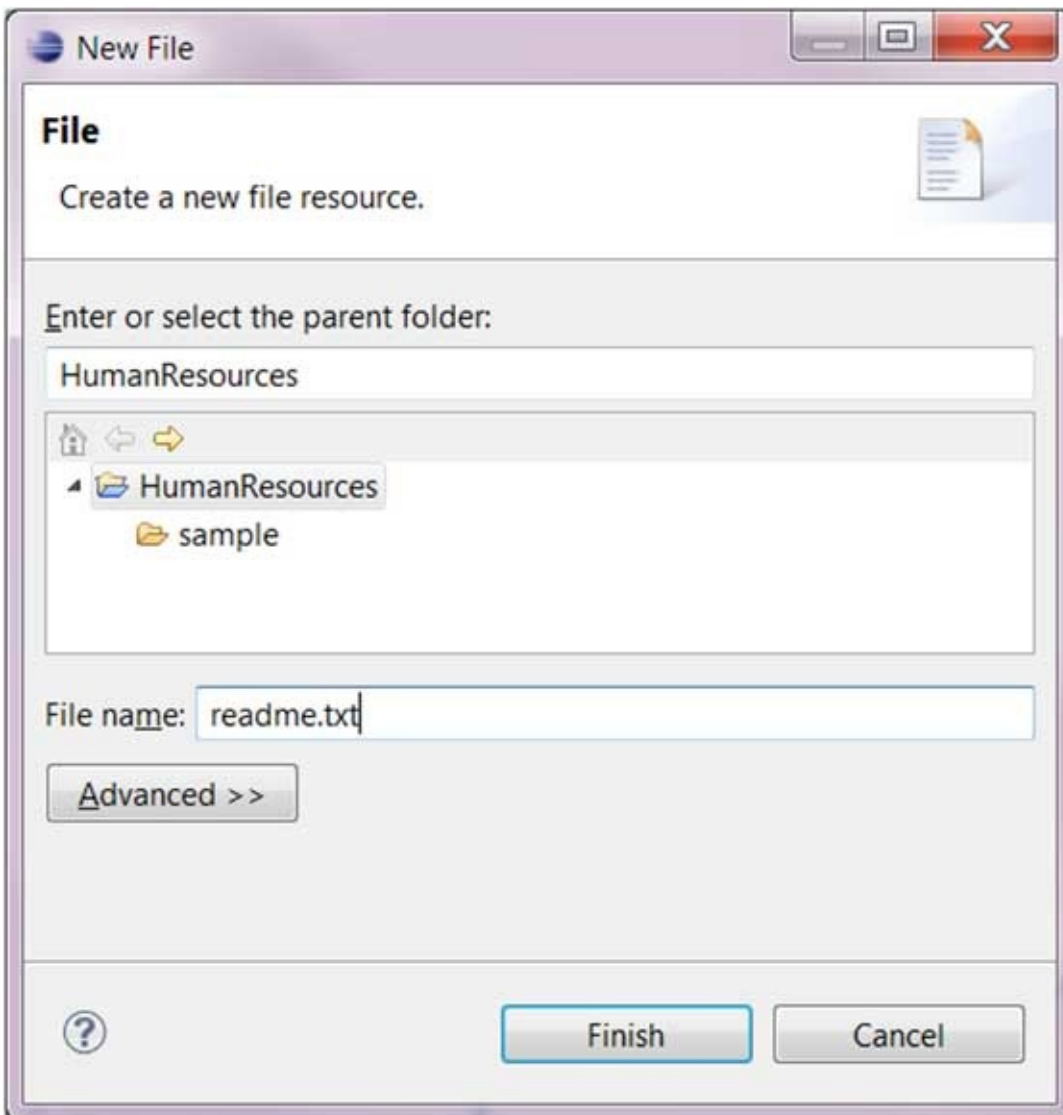 New File
File
Create a new file resource.
Enter or select the parent folder:
HumanResources
HumanResources
sample
File name: readme.txt
Advanced >>
Finish Cancel